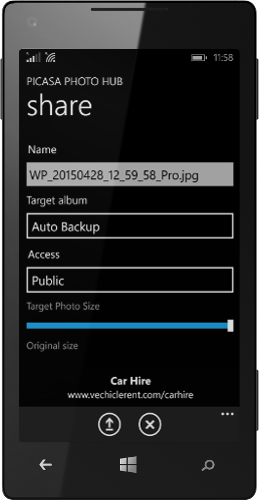 11:58
PICASA PHOTO HUB
share
Name
WP_20150428_12_59_58_Pro.jpg
Target album
Auto Backup
Access
Public
Target Photo Size
Original size
Car Hire
www.vechiclerent.com/carhire